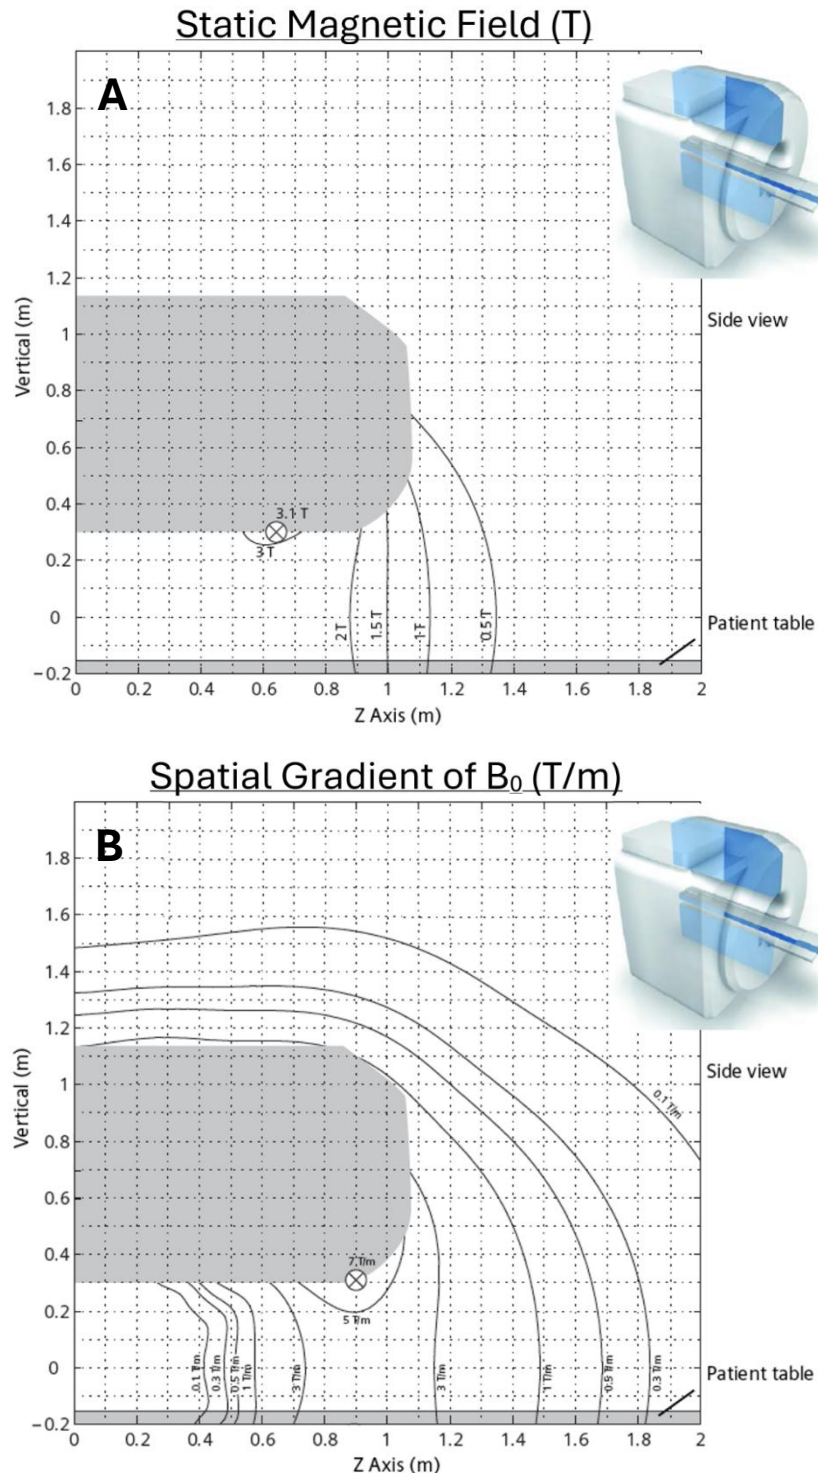 Static Magnetic Field (T)
A
1.8
1.6
1.4
1.2
1
0.8
0.6
0.4
0.2
0
−0.2
Vertical (m)
3.1 T
3 T
2 T
1.5 T
1 T
0.5 T
Side view
Patient table
0 0.2 0.4 0.6 0.8 1 1.2 1.4 1.6 1.8 2
Z Axis (m)
Spatial Gradient of B₀ (T/m)
B
1.8
1.6
1.4
1.2
1
0.8
0.6
0.4
0.2
0
−0.2
Vertical (m)
0.1 T/m
7 T/m
5 T/m
0.1 T/m
0.3 T/m
0.5 T/m
1 T/m
3 T/m
3 T/m
1 T/m
0.5 T/m
0.3 T/m
Side view
Patient table
0 0.2 0.4 0.6 0.8 1 1.2 1.4 1.6 1.8 2
Z Axis (m)